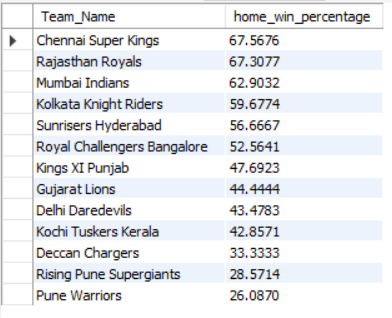 Team_Name home_win_percentage
Chennai Super Kings 67.5676
Rajasthan Royals 67.3077
Mumbai Indians 62.9032
Kolkata Knight Riders 59.6774
Sunrisers Hyderabad 56.6667
Royal Challengers Bangalore 52.5641
Kings XI Punjab 47.6923
Gujarat Lions 44.4444
Delhi Daredevils 43.4783
Kochi Tuskers Kerala 42.8571
Deccan Chargers 33.3333
Rising Pune Supergiants 28.5714
Pune Warriors 26.0870